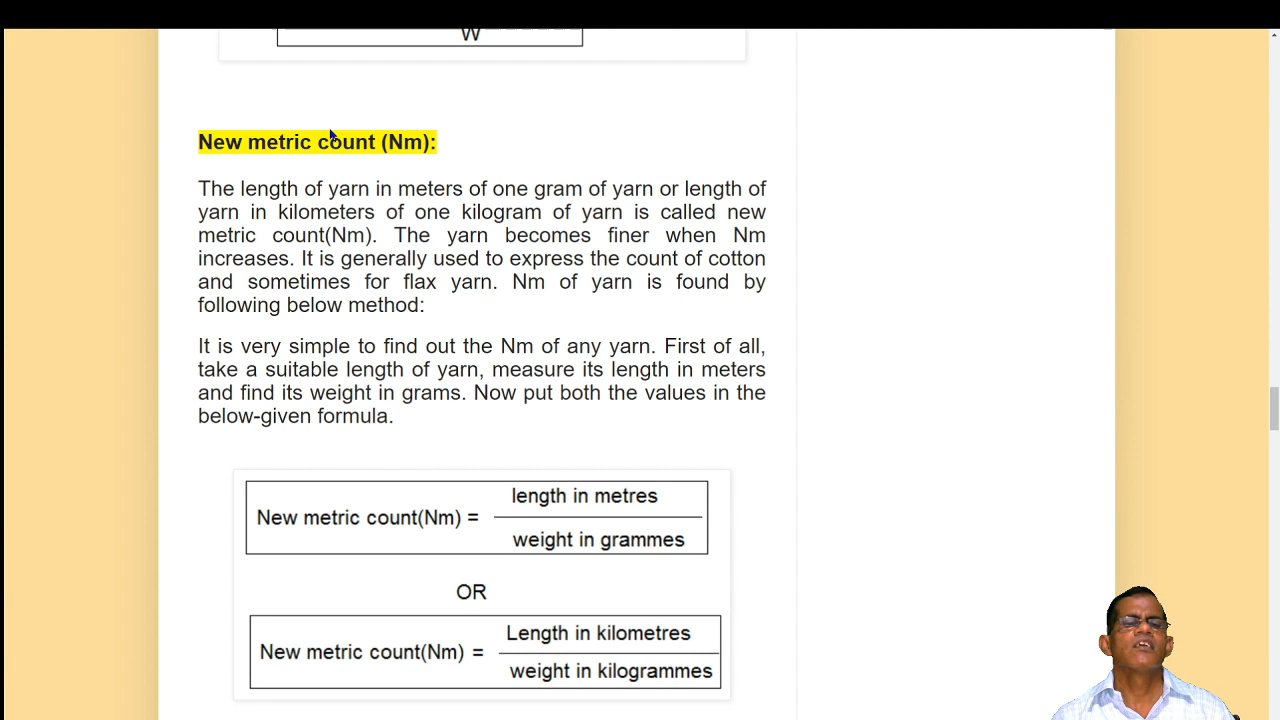 W
New metric count (Nm):
The length of yarn in meters of one gram of yarn or length of
yarn in kilometers of one kilogram of yarn is called new
metric count(Nm). The yarn becomes finer when Nm
increases. It is generally used to express the count of cotton
and sometimes for flax yarn. Nm of yarn is found by
following below method:
It is very simple to find out the Nm of any yarn. First of all,
take a suitable length of yarn, measure its length in meters
and find its weight in grams. Now put both the values in the
below-given formula.
length in metres
New metric count(Nm) =
weight in grammes
OR
Length in kilometres
New metric count(Nm) =
weight in kilogrammes